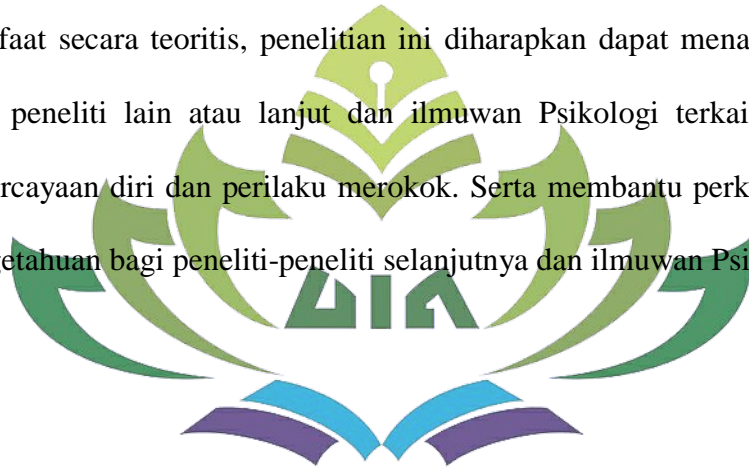 faat secara teoritis, penelitian ini diharapkan dapat mena
peneliti lain atau lanjut dan ilmuwan Psikologi terkai
rcayaan diri dan perilaku merokok. Serta membantu perk
getahuan bagi peneliti-peneliti selanjutnya dan ilmuwan Psi
UIN